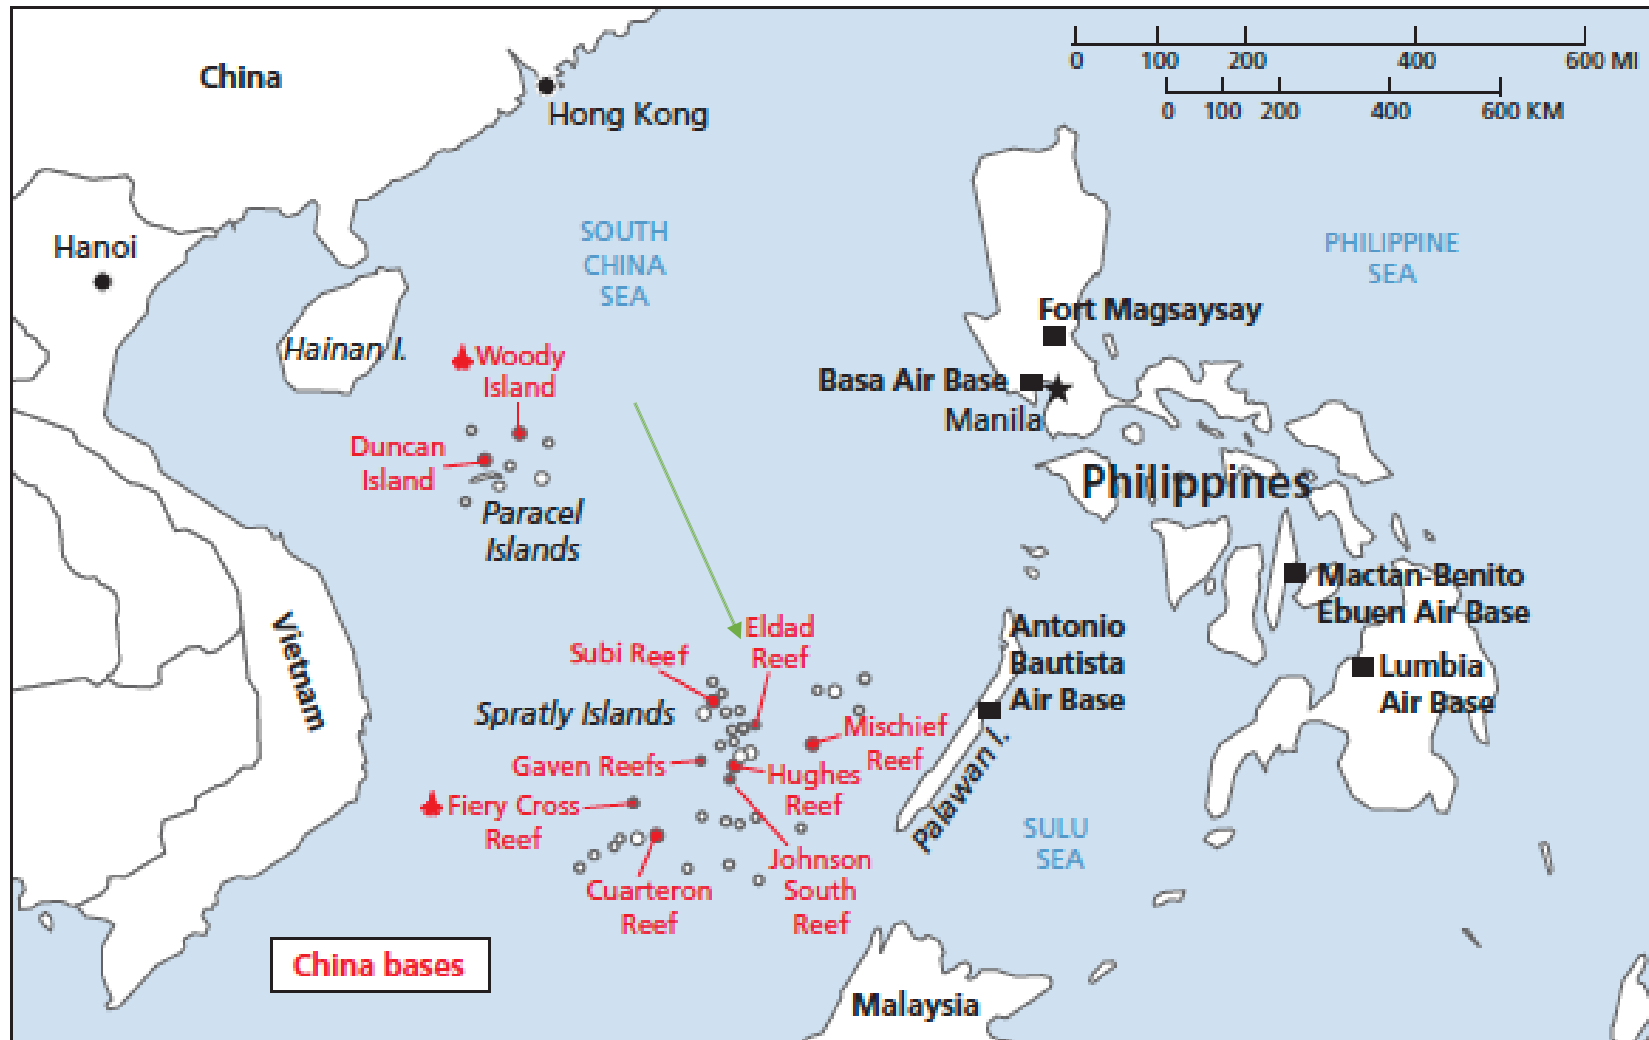 0 100 200 400 600 MI
0 100 200 400 600 KM
China
Hong Kong
Hanoi
SOUTH
CHINA
SEA
PHILIPPINE
SEA
Hainan I.
Woody
Island
Duncan
Island
Paracel
Islands
Fort Magsaysay
Basa Air Base
Manila
Philippines
Mactan-Benito
Ebuen Air Base
Antonio
Bautista
Air Base
Lumbia
Air Base
Vietnam
Eldad
Reef
Subi Reef
Spratly Islands
Mischief
Reef
Gaven Reefs
Hughes
Reef
Fiery Cross
Reef
Palawan I.
SULU
SEA
Johnson
South
Reef
Cuarteron
Reef
China bases
Malaysia